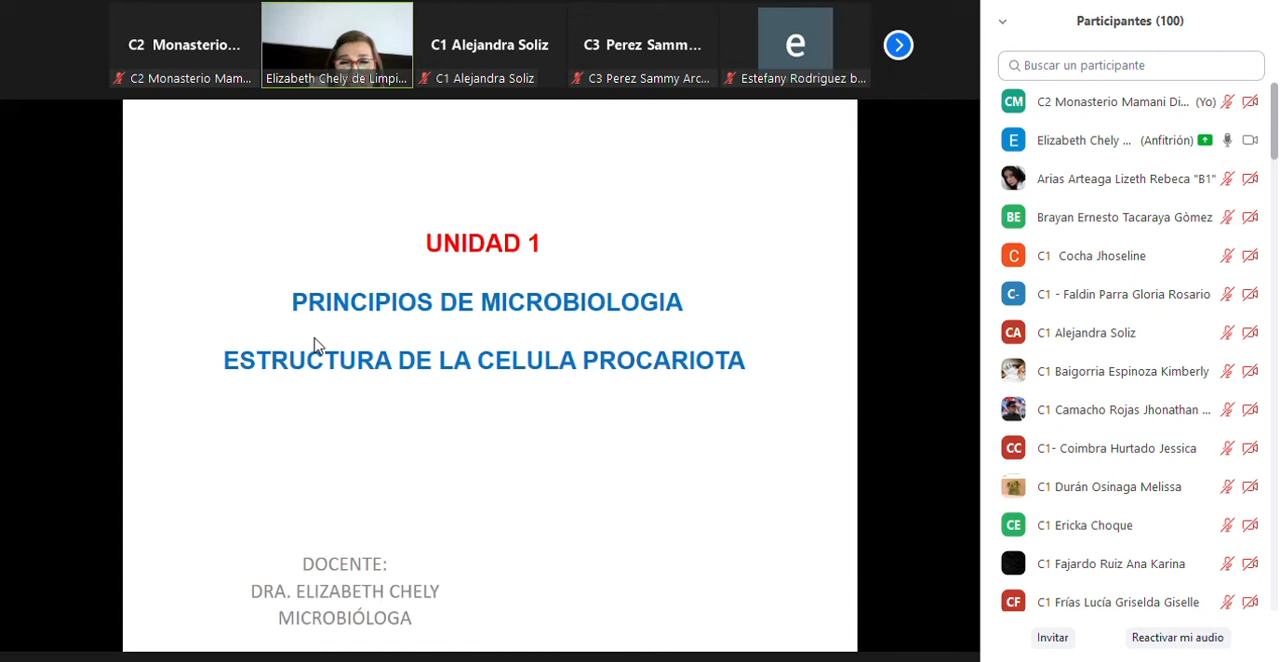 C2 Monasterio...
C1 Alejandra Soliz
C3 Perez Samm...
e
C2 Monasterio Mam...
Elizabeth Chely de Limpi...
C1 Alejandra Soliz
C3 Perez Sammy Arc...
Estefany Rodriguez b...
UNIDAD 1
PRINCIPIOS DE MICROBIOLOGIA
ESTRUCTURA DE LA CELULA PROCARIOTA
DOCENTE:
DRA. ELIZABETH CHELY
MICROBIÓLOGA
Participantes (100)
Buscar un participante
CM C2 Monasterio Mamani Di... (Yo)
E Elizabeth Chely ... (Anfitrión)
Arias Arteaga Lizeth Rebeca "B1"
BE Brayan Ernesto Tacaraya Gòmez
C C1 Cocha Jhoseline
C- C1 - Faldin Parra Gloria Rosario
CA C1 Alejandra Soliz
C1 Baigorria Espinoza Kimberly
C1 Camacho Rojas Jhonathan ...
CC C1- Coimbra Hurtado Jessica
C1 Durán Osinaga Melissa
CE C1 Ericka Choque
C1 Fajardo Ruiz Ana Karina
CF C1 Frías Lucía Griselda Giselle
Invitar
Reactivar mi audio